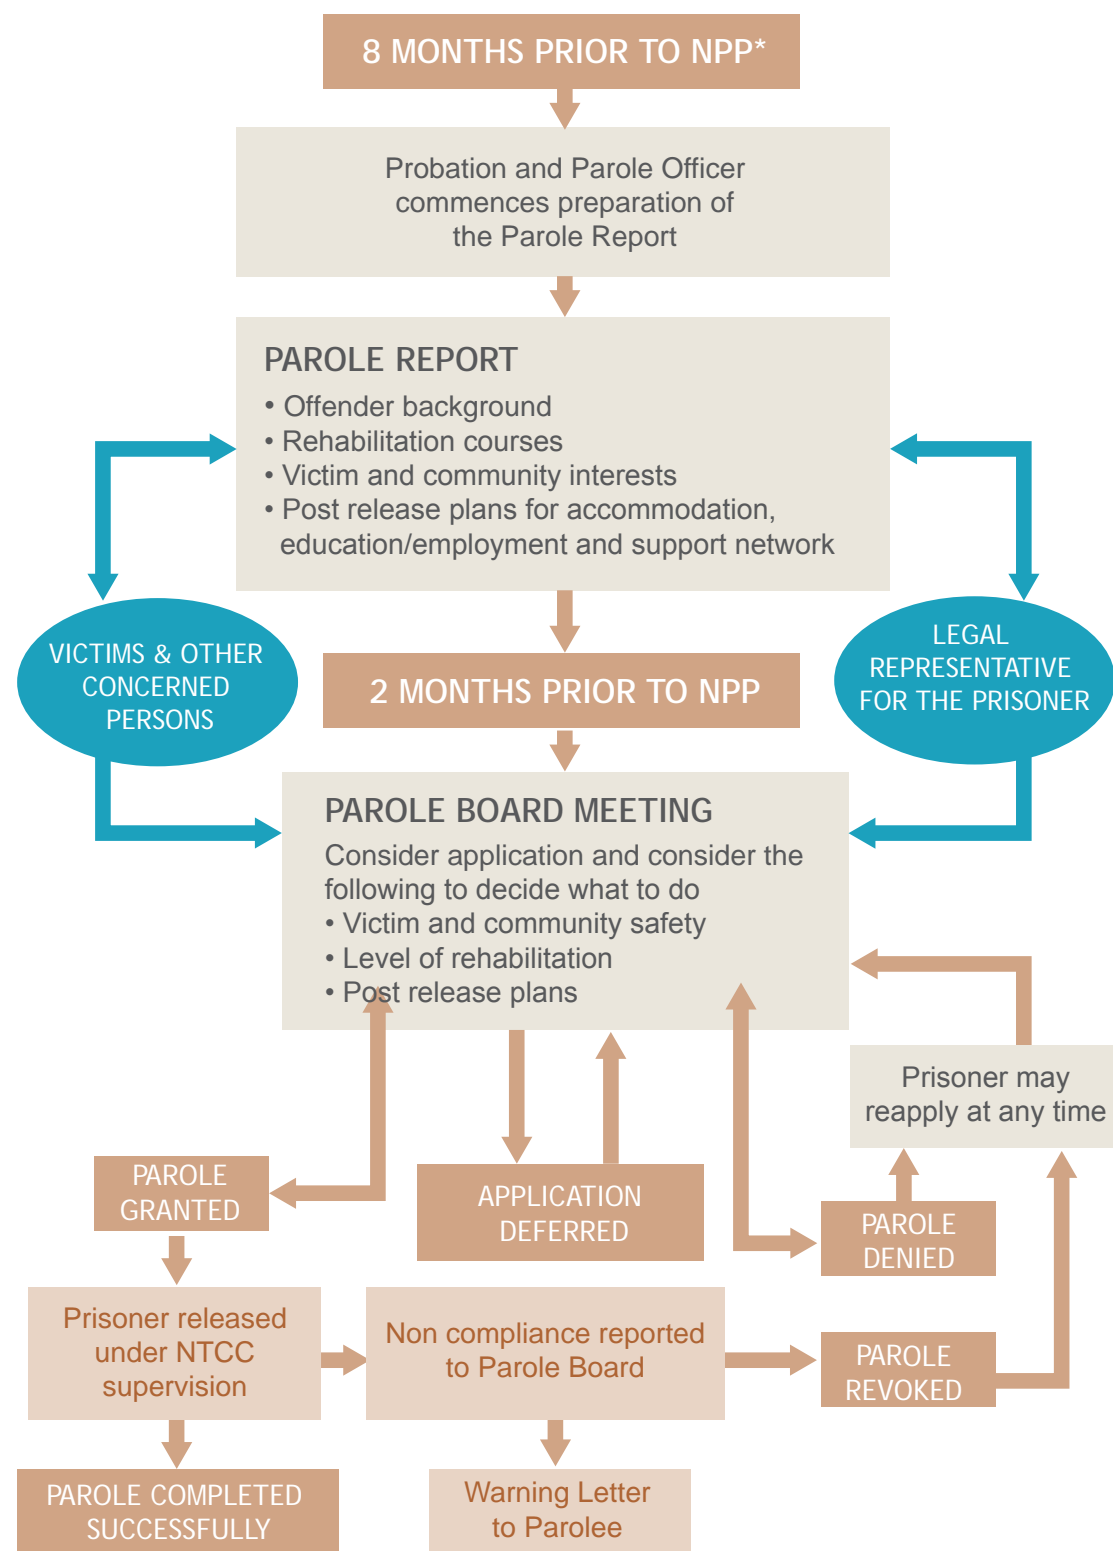 8 MONTHS PRIOR TO NPP*
Probation and Parole Officer
commences preparation of
the Parole Report
PAROLE REPORT
• Offender background
• Rehabilitation courses
• Victim and community interests
• Post release plans for accommodation,
education/employment and support network
VICTIMS & OTHER
CONCERNED
PERSONS
LEGAL
REPRESENTATIVE
FOR THE PRISONER
2 MONTHS PRIOR TO NPP
PAROLE BOARD MEETING
Consider application and consider the
following to decide what to do
• Victim and community safety
• Level of rehabilitation
• Post release plans
Prisoner may
reapply at any time
PAROLE
GRANTED
APPLICATION
DEFERRED
PAROLE
DENIED
Prisoner released
under NTCC
supervision
Non compliance reported
to Parole Board
PAROLE
REVOKED
PAROLE COMPLETED
SUCCESSFULLY
Warning Letter
to Parolee